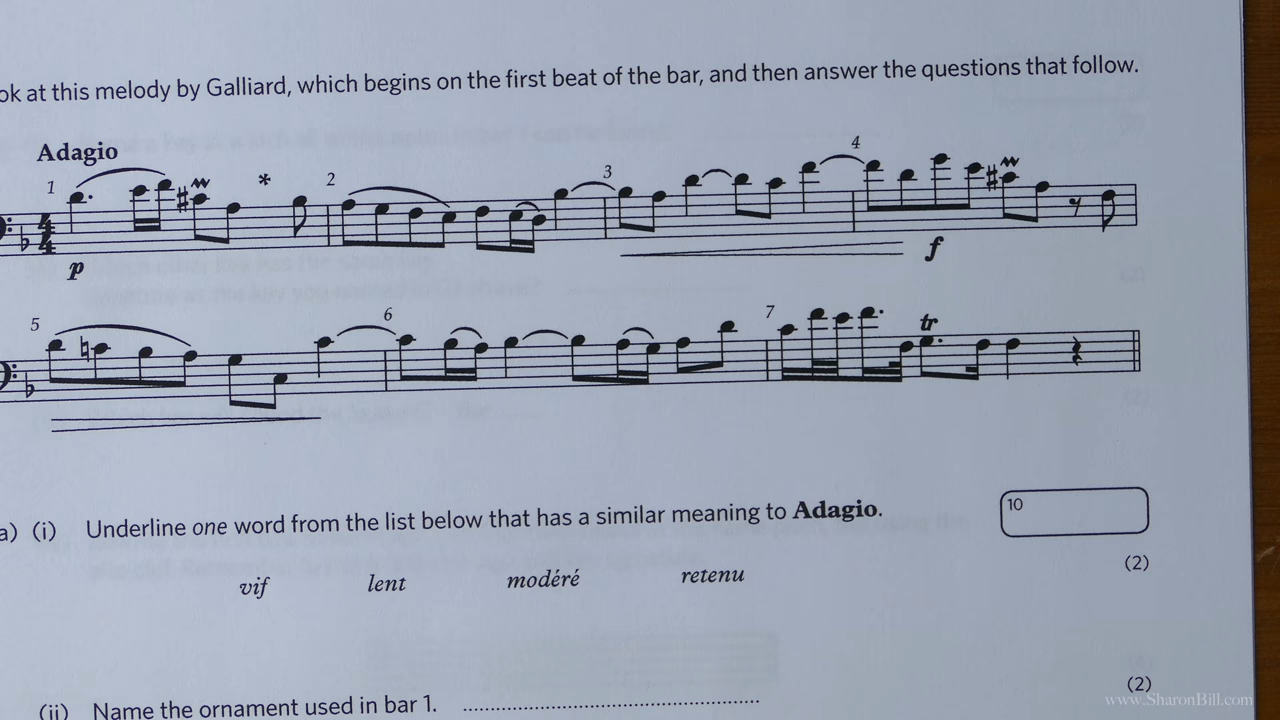 ok at this melody by Galliard, which begins on the first beat of the bar, and then answer the questions that follow.
Adagio
1 * 2 3 4
p f
5 6 7
tr
a) (i) Underline one word from the list below that has a similar meaning to Adagio.
10
(2)
vif lent modéré retenu
(2)
(ii) Name the ornament used in bar 1. ................................
www.SharonBill.com